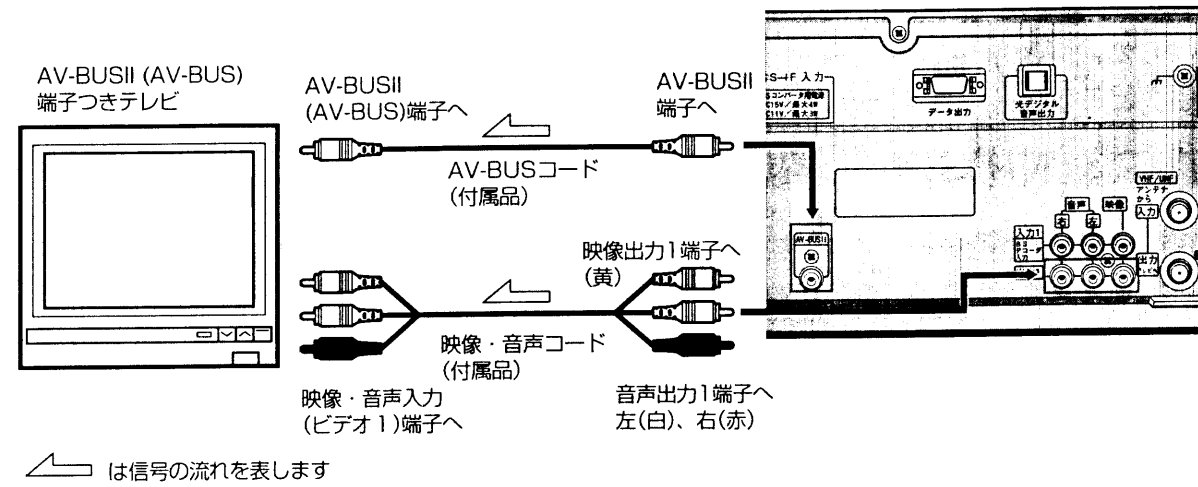 AV-BUSII (AV-BUS)
端子つきテレビ
AV-BUSII
(AV-BUS)端子へ
AV-BUSII
端子へ
AV-BUSコード
(付属品)
映像出力1端子へ
(黄)
映像・音声コード
(付属品)
映像・音声入力
(ビデオ1)端子へ
音声出力1端子へ
左(白)、右(赤)
は信号の流れを表します
データ出力
光デジタル
音声出力
AV-BUSII
VHF/UHF
アンテナ
から
入力
出力
音声
映像
右
左
入力1